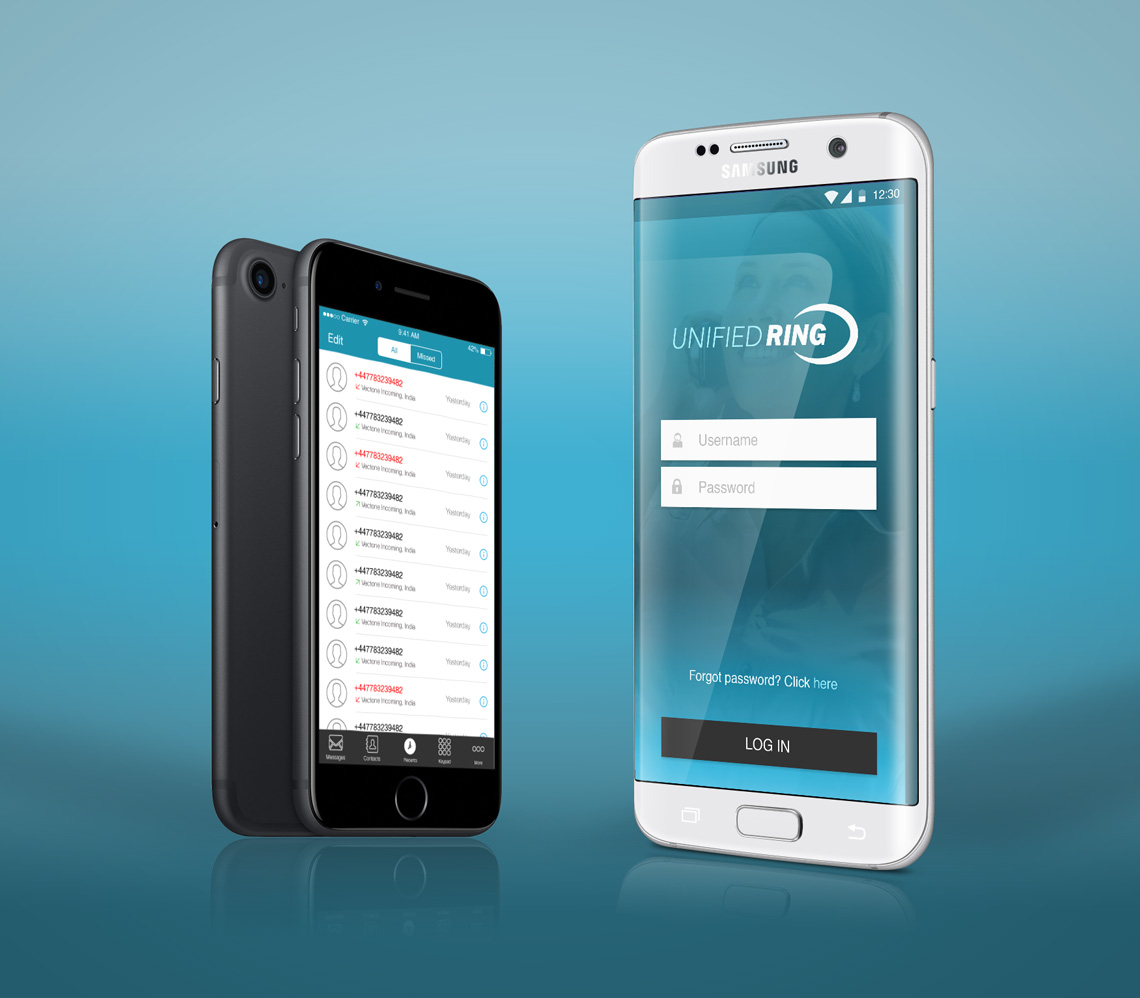 Carrier
9:41 AM
42%
Edit
All
Missed
+447783239482
Vectone Incoming, India
Yesterday
+447783239482
Vectone Incoming, India
Yesterday
+447783239482
Vectone Incoming, India
Yesterday
+447783239482
Vectone Incoming, India
Yesterday
+447783239482
Vectone Incoming, India
Yesterday
+447783239482
Vectone Incoming, India
Yesterday
+447783239482
Vectone Incoming, India
Yesterday
+447783239482
Vectone Incoming, India
Yesterday
+447783239482
Vectone Incoming, India
Yesterday
+447783239482
Messages
Contacts
Recents
Keypad
More
SAMSUNG
12:30
UNIFIED RING
Username
Password
Forgot password? Click here
LOG IN